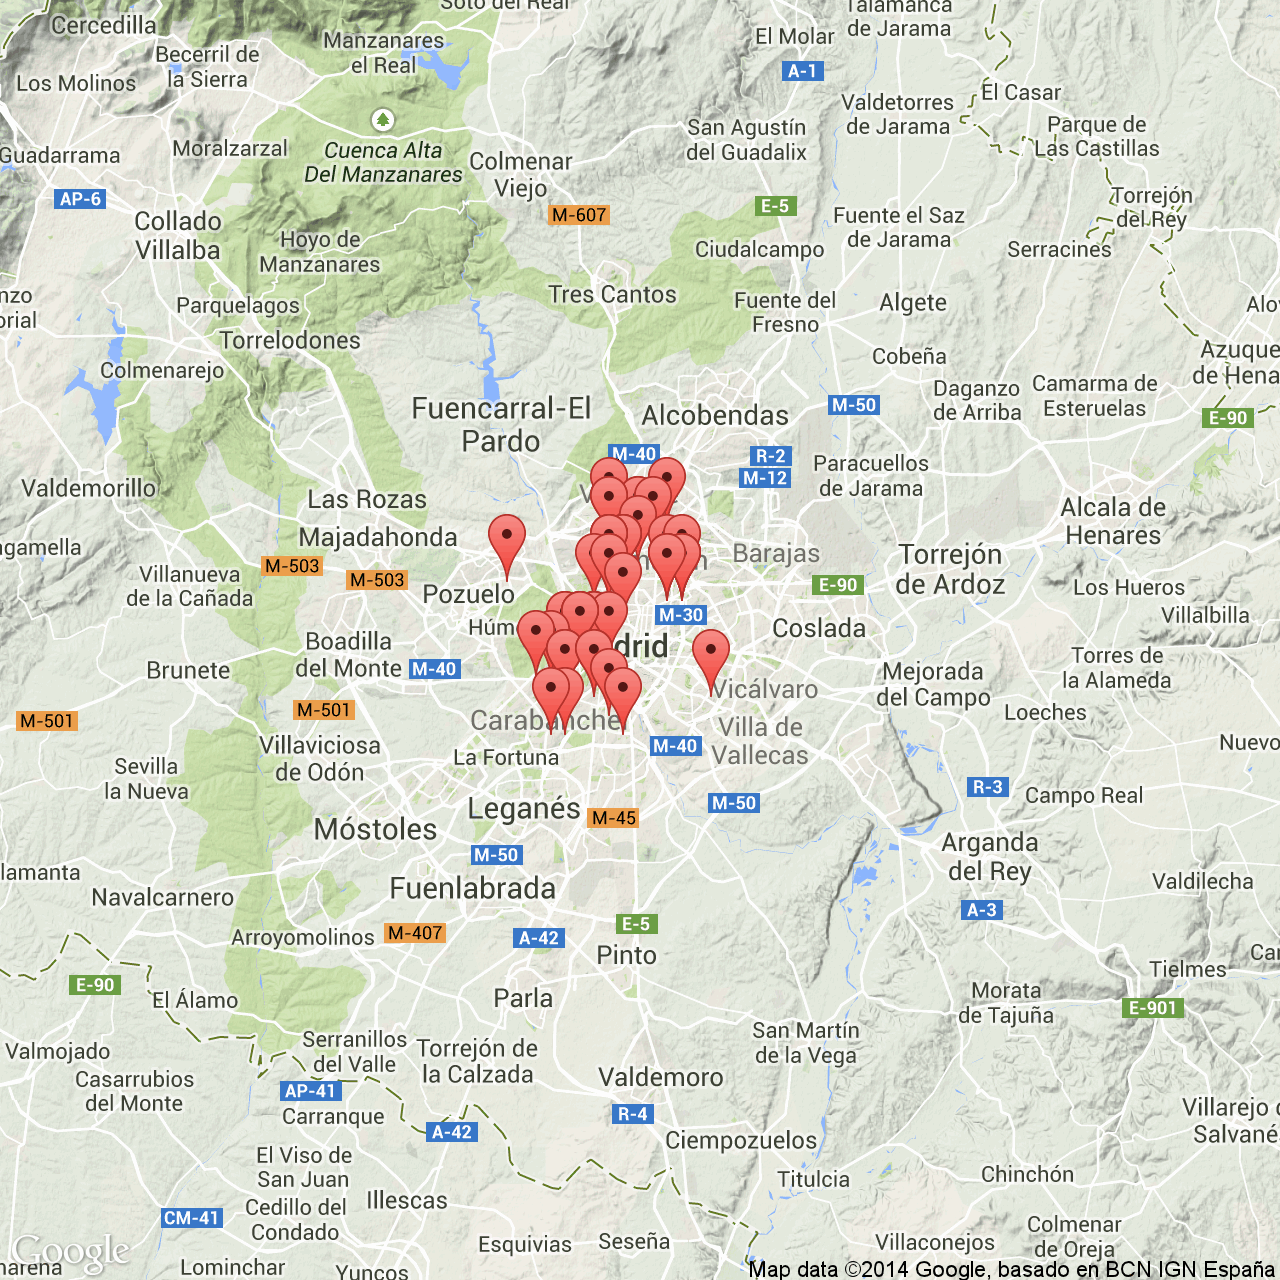 Cercedilla
Soto del Real
Talamanca
de Jarama
Manzanares
el Real
El Molar
Becerril de
la Sierra
A-1
Los Molinos
El Casar
Valdetorres
de Jarama
Parque de
Las Castillas
San Agustín
del Guadalix
Guadarrama
Moralzarzal
Cuenca Alta
Del Manzanares
Colmenar
Viejo
AP-6
Torrejón
del Rey
E-5
M-607
Collado
Villalba
Fuente el Saz
de Jarama
Hoyo de
Manzanares
Ciudalcampo
Serracines
nzo
orial
Parquelagos
Tres Cantos
Fuente del
Fresno
Algete
Alov
Torrelodones
Azuque
de Hena
Colmenarejo
Cobeña
Daganzo
de Arriba
Camarma de
Esteruelas
Fuencarral-El
Pardo
Alcobendas
M-50
E-90
M-40
R-2
M-12
Paracuellos
de Jarama
Valdemorillo
Las Rozas
Alcala de
Henares
Majadahonda
ngamella
Barajas
Torrejón
de Ardoz
M-503
M-503
Villanueva
de la Cañada
Pozuelo
E-90
Los Hueros
Villalbilla
M-30
Húm
Coslada
Boadilla
del Monte
drid
M-40
Brunete
Mejorada
del Campo
Torres de
la Alameda
Vicálvaro
M-501
M-501
Carabanche
Villa de
Vallecas
Loeches
Villaviciosa
de Odón
La Fortuna
M-40
Nuevo
Sevilla
la Nueva
R-3
Campo Real
Leganés
M-45
M-50
Móstoles
Arganda
del Rey
M-50
lamanta
Fuenlabrada
Valdilecha
Navalcarnero
A-3
E-5
Arroyomolinos
M-407
A-42
Pinto
Car
Tielmes
E-90
El Álamo
Parla
Morata
de Tajuña
E-901
Serranillos
del Valle
Torrejón de
la Calzada
San Martín
de la Vega
Valmojado
Casarrubios
del Monte
AP-41
Valdemoro
Carranque
R-4
Villarejo d
Salvané
A-42
Ciempozuelos
El Viso de
San Juan
Titulcia
Chinchón
Illescas
CM-41
Cedillo del
Condado
Colmenar
de Oreja
Esquivias
Seseña
Villaconejos
Google
marena
Lominchar
Yuncos
Map data ©2014 Google, basado en BCN IGN España